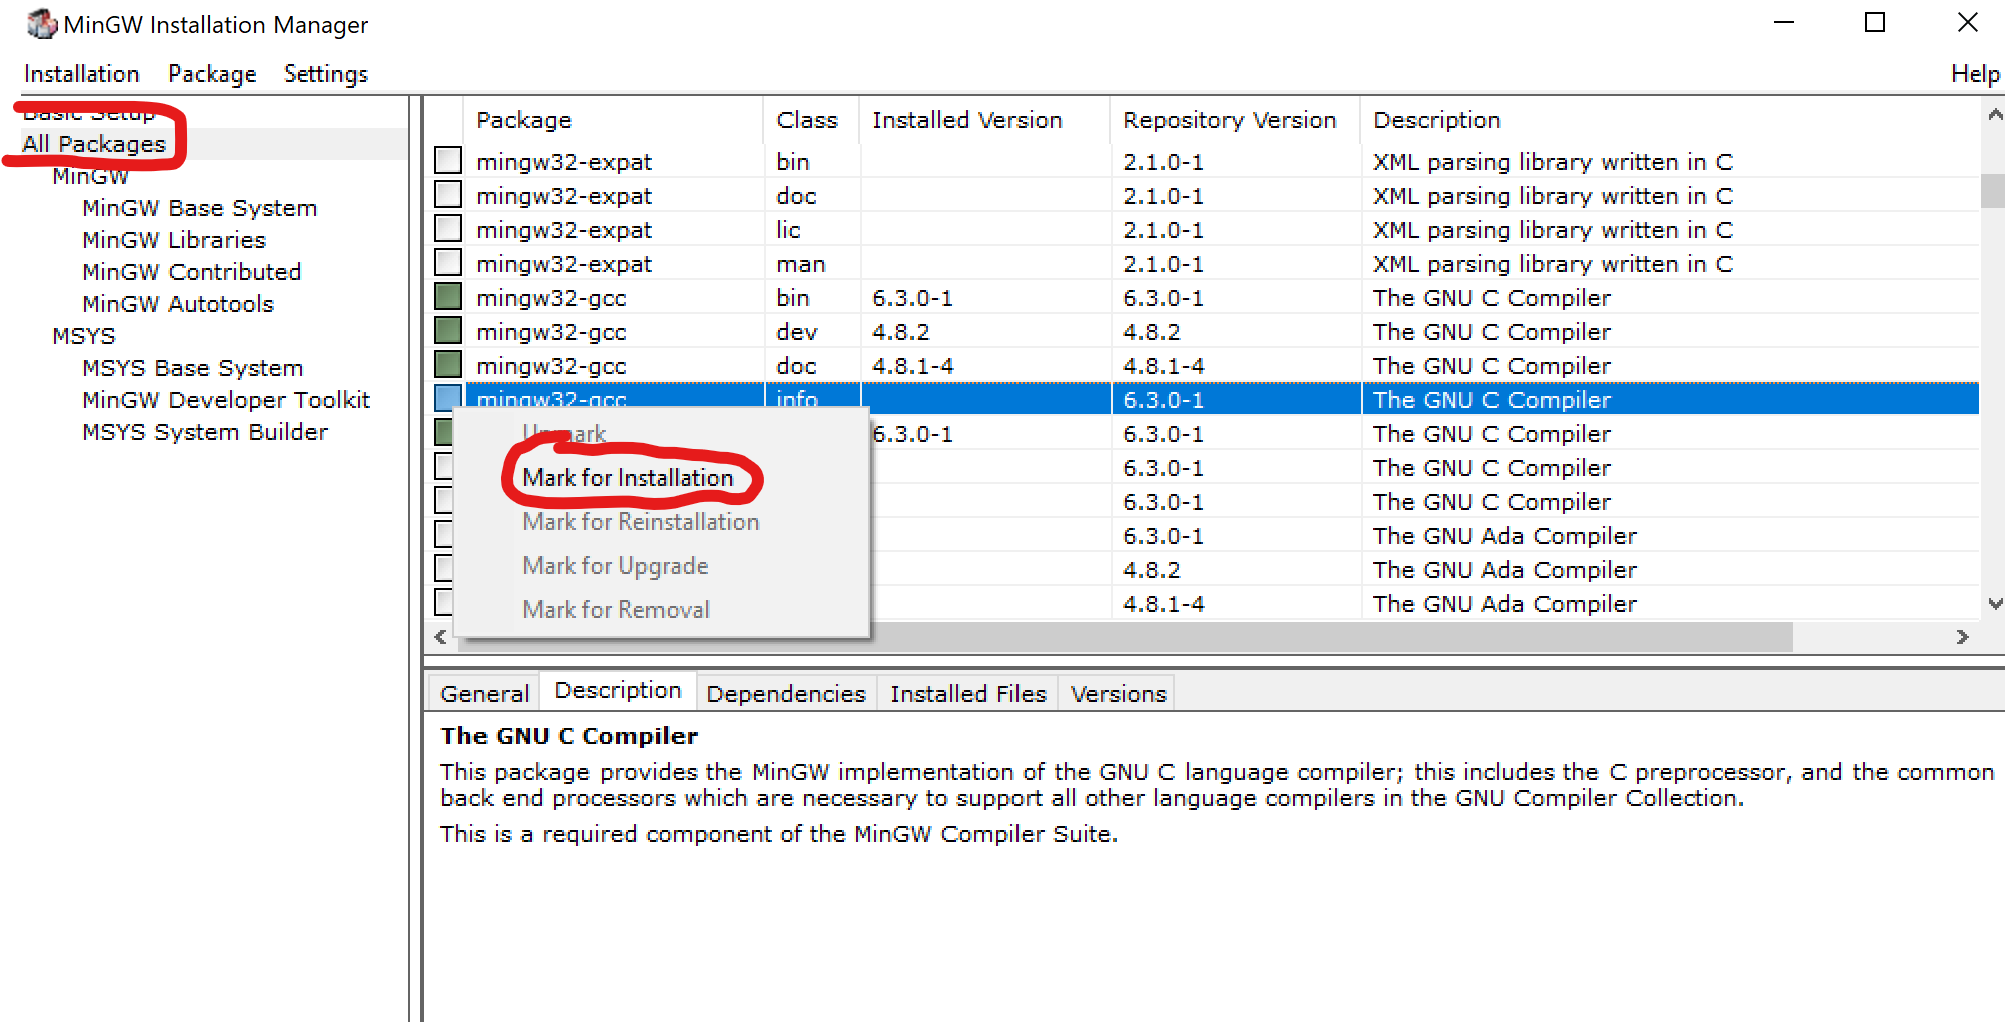 MinGW Installation Manager
Installation Package Settings Help
Basic Setup
All Packages
MinGW
MinGW Base System
MinGW Libraries
MinGW Contributed
MinGW Autotools
MSYS
MSYS Base System
MinGW Developer Toolkit
MSYS System Builder
Package Class Installed Version Repository Version Description
mingw32-expat bin 2.1.0-1 XML parsing library written in C
mingw32-expat doc 2.1.0-1 XML parsing library written in C
mingw32-expat lic 2.1.0-1 XML parsing library written in C
mingw32-expat man 2.1.0-1 XML parsing library written in C
mingw32-gcc bin 6.3.0-1 6.3.0-1 The GNU C Compiler
mingw32-gcc dev 4.8.2 4.8.2 The GNU C Compiler
mingw32-gcc doc 4.8.1-4 4.8.1-4 The GNU C Compiler
mingw32-gcc info 6.3.0-1 The GNU C Compiler
6.3.0-1 6.3.0-1 The GNU C Compiler
6.3.0-1 The GNU C Compiler
6.3.0-1 The GNU C Compiler
6.3.0-1 The GNU Ada Compiler
4.8.2 The GNU Ada Compiler
4.8.1-4 The GNU Ada Compiler
Unmark
Mark for Installation
Mark for Reinstallation
Mark for Upgrade
Mark for Removal
General Description Dependencies Installed Files Versions
The GNU C Compiler
This package provides the MinGW implementation of the GNU C language compiler; this includes the C preprocessor, and the common
back end processors which are necessary to support all other language compilers in the GNU Compiler Collection.
This is a required component of the MinGW Compiler Suite.